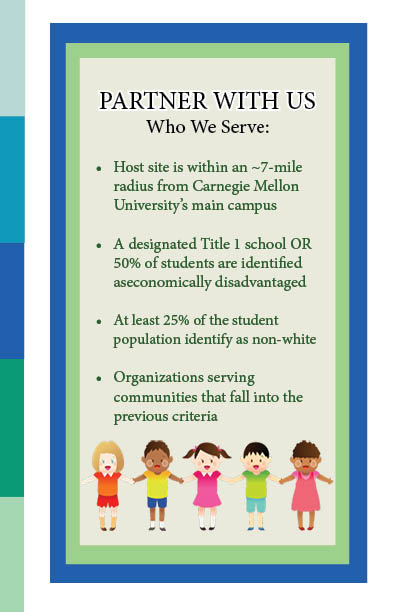 PARTNER WITH US
Who We Serve:
• Host site is within an ~7-mile
radius from Carnegie Mellon
University's main campus
• A designated Title 1 school OR
50% of students are identified
aseconomically disadvantaged
• At least 25% of the student
population identify as non-white
• Organizations serving
communities that fall into the
previous criteria